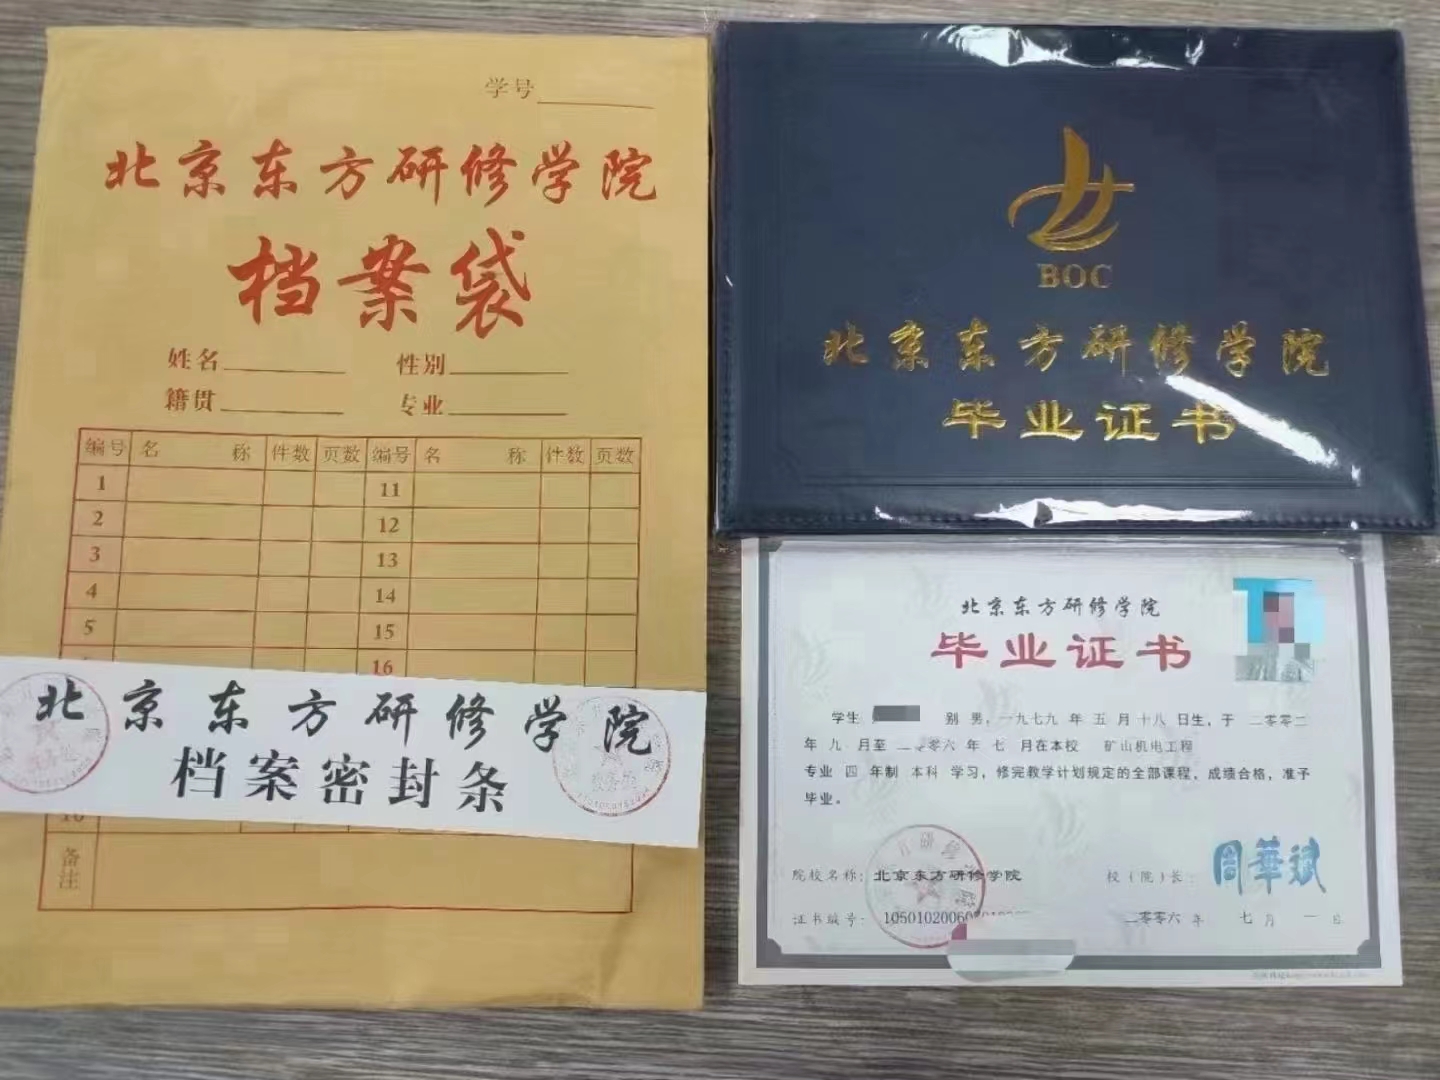 学号
北京东方研修学院
档案袋
姓名 性别
籍贯 专业
编号 名 称 件数 页数 编号 名 称 件数 页数
1 11
2 12
3 13
4 14
5 15
16
北京东方研修学院
档案密封条
10
备注
BOC
北京东方研修学院
毕业证书
北京东方研修学院
毕业证书
学生 别 男,一九七九 年 五 月 十八 日生,于 二零零二
年 九 月至 二零零六 年 七 月在本校 矿山机电工程
专业 四 年制 本科 学习,修完教学计划规定的全部课程,成绩合格,准予
毕业。
院校名称: 北京东方研修学院 校(院)长: 周華斌
证书编号: 二零零六 年 七 月 一 日